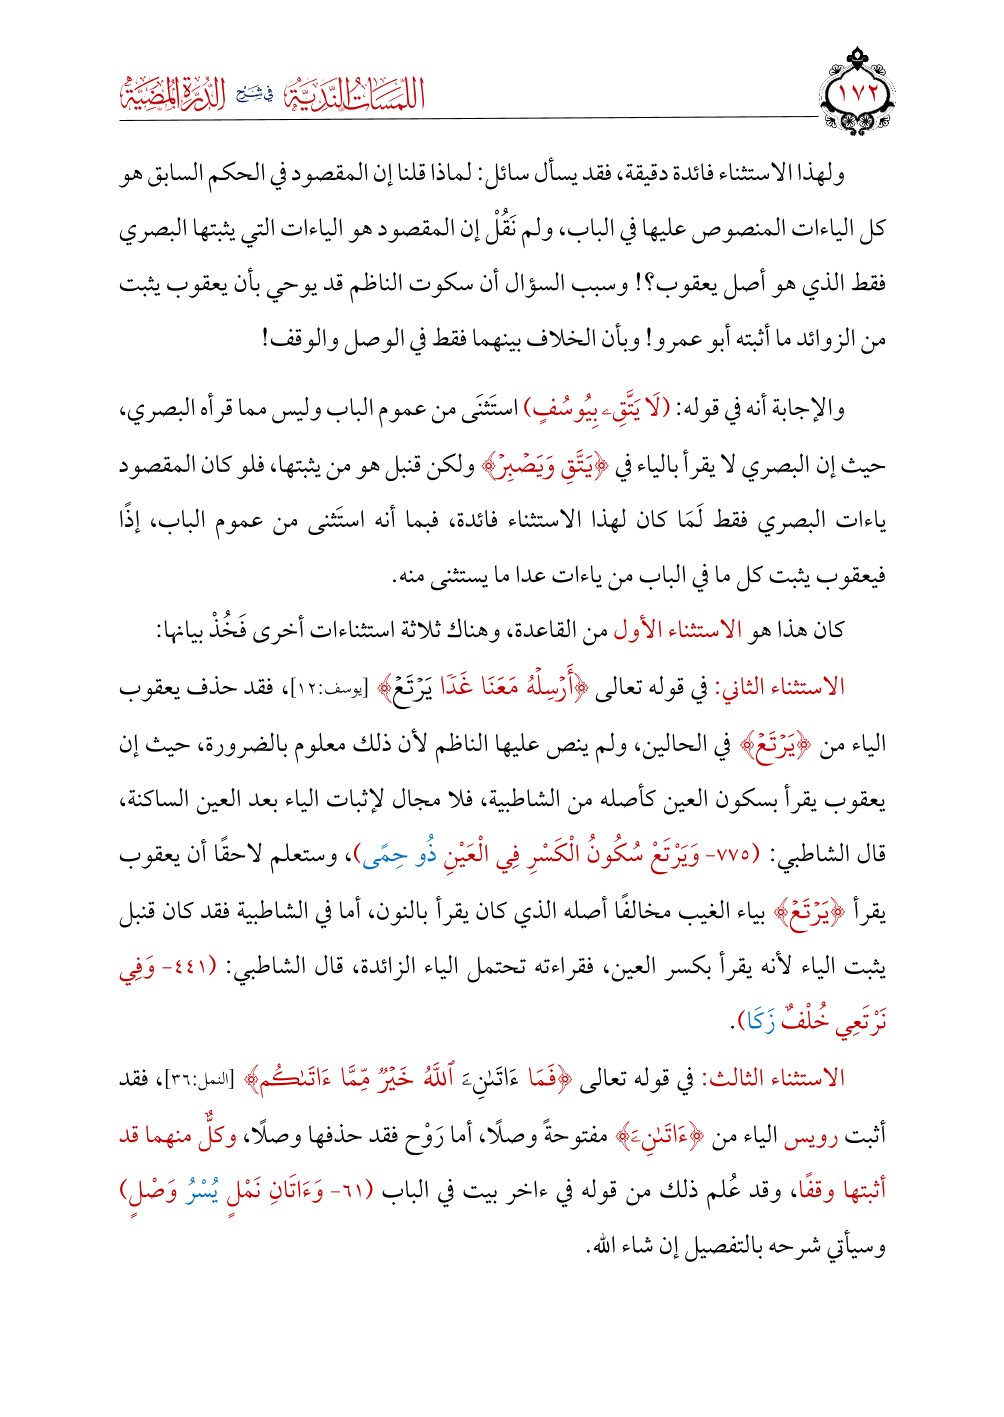 ١٧٢
اللمسات الندية في شرح الدرة المضية
ولهذا الاستثناء فائدة دقيقة، فقد يسأل سائل: لماذا قلنا إن المقصود في الحكم السابق هو
كل الياءات المنصوص عليها في الباب، ولم نَقُلْ إن المقصود هو الياءات التي يثبتها البصري
فقط الذي هو أصل يعقوب؟! وسبب السؤال أن سكوت الناظم قد يوحي بأن يعقوب يثبت
من الزوائد ما أثبته أبو عمرو! وبأن الخلاف بينهما فقط في الوصل والوقف!
والإجابة أنه في قوله: (لَا يَتَّقِۦ بِيُوسُفٍ) استَثنَى من عموم الباب وليس مما قرأه البصري،
حيث إن البصري لا يقرأ بالياء في ﴿يَتَّقِ وَيَصۡبِرۡ﴾ ولكن قنبل هو من يثبتها، فلو كان المقصود
ياءات البصري فقط لَمَا كان لهذا الاستثناء فائدة، فبما أنه استَثنى من عموم الباب، إذًا
فيعقوب يثبت كل ما في الباب من ياءات عدا ما يستثنى منه.
كان هذا هو الاستثناء الأول من القاعدة، وهناك ثلاثة استثناءات أخرى فَخُذْ بيانها:
الاستثناء الثاني: في قوله تعالى ﴿أَرۡسِلۡهُ مَعَنَا غَدٗا يَرۡتَعۡ﴾ [يوسف:١٢]، فقد حذف يعقوب
الياء من ﴿يَرۡتَعۡ﴾ في الحالين، ولم ينص عليها الناظم لأن ذلك معلوم بالضرورة، حيث إن
يعقوب يقرأ بسكون العين كأصله من الشاطبية، فلا مجال لإثبات الياء بعد العين الساكنة،
قال الشاطبي: (٧٧٥- وَيَرْتَعْ سُكُونُ الْكَسْرِ فِي الْعَيْنِ ذُو حِمًى)، وستعلم لاحقًا أن يعقوب
يقرأ ﴿يَرۡتَعۡ﴾ بياء الغيب مخالفًا أصله الذي كان يقرأ بالنون، أما في الشاطبية فقد كان قنبل
يثبت الياء لأنه يقرأ بكسر العين، فقراءته تحتمل الياء الزائدة، قال الشاطبي: (٤٤١- وَفِي
نَرْتَعِي خُلْفٌ زَكَا).
الاستثناء الثالث: في قوله تعالى ﴿فَمَا ءَاتَىٰنِۦَ ٱللَّهُ خَيۡرٞ مِّمَّا ءَاتَىٰكُم﴾ [النمل:٣٦]، فقد
أثبت رويس الياء من ﴿ءَاتَىٰنِۦَ﴾ مفتوحةً وصلًا، أما رَوْح فقد حذفها وصلًا، وكلٌّ منهما قد
أثبتها وقفًا، وقد عُلم ذلك من قوله في ءاخر بيت في الباب (٦١- وَءَاتَانِ نَمْلٍ يُسْرُ وَصْلٍ)
وسيأتي شرحه بالتفصيل إن شاء الله.